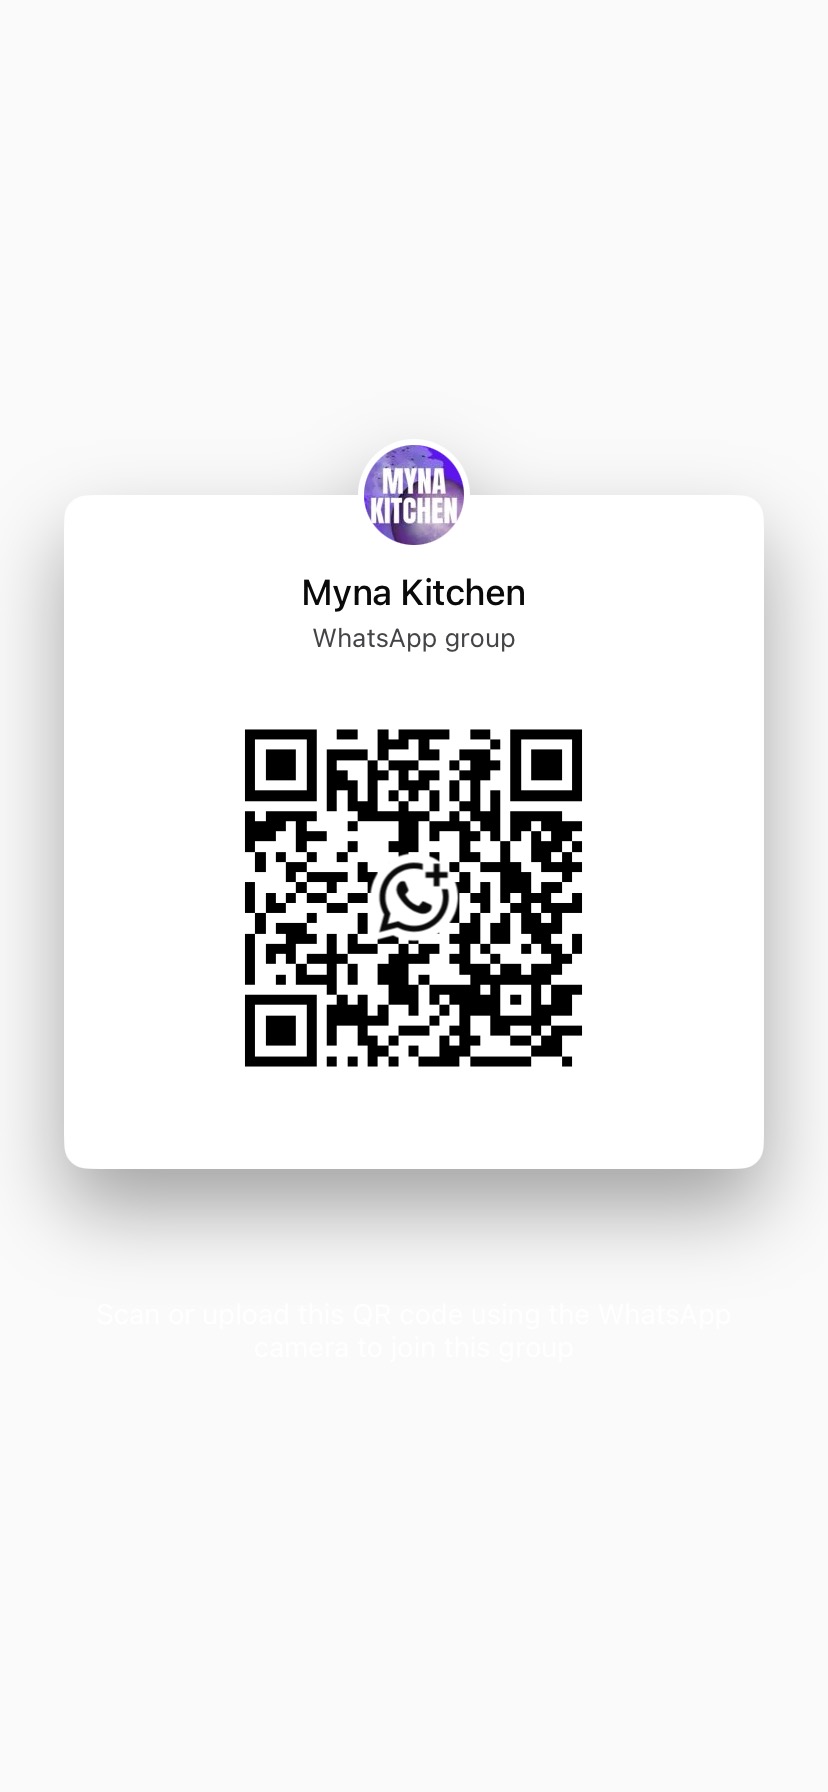 MYNA
KITCHEN
Myna Kitchen
WhatsApp group
Scan or upload this QR code using the WhatsApp
camera to join this group